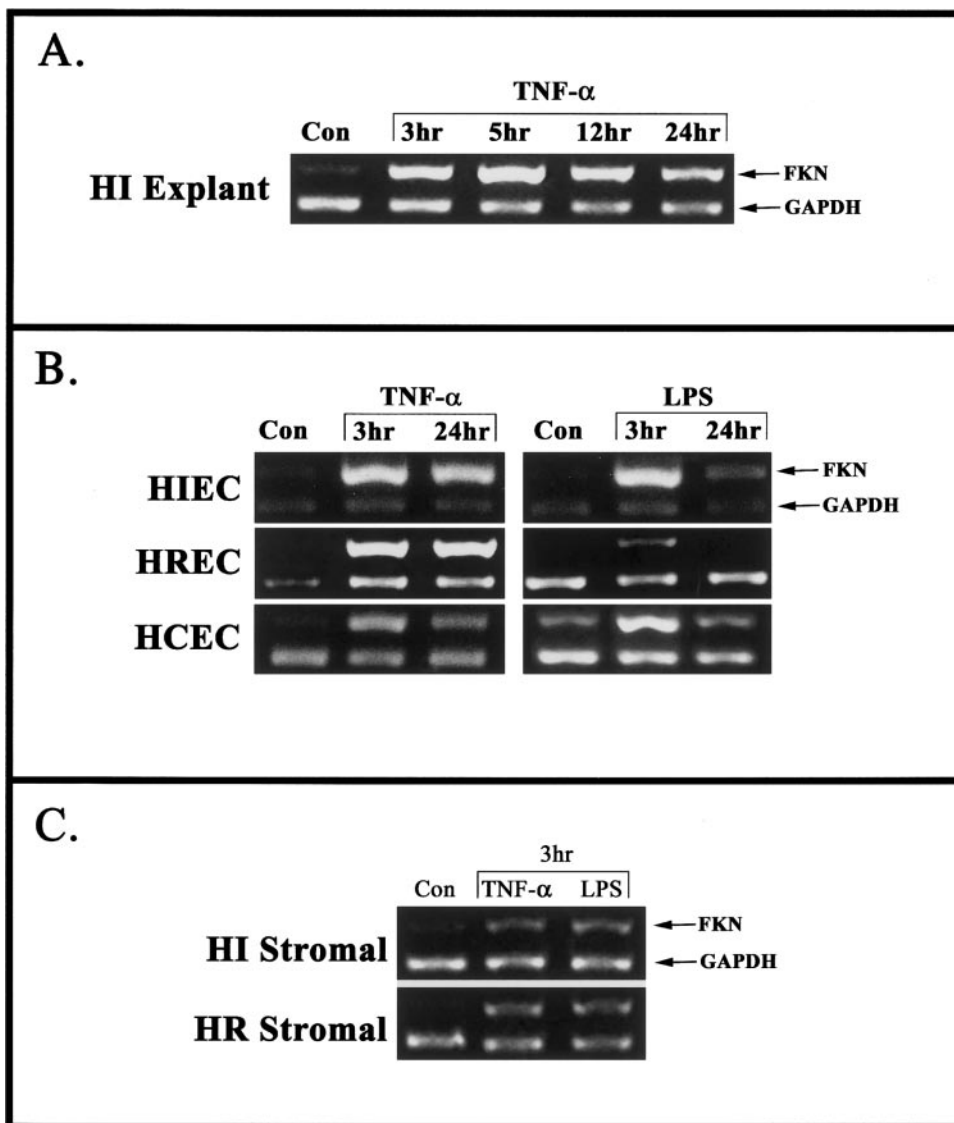 A.
TNF-α
Con 3hr 5hr 12hr 24hr
HI Explant
FKN
GAPDH
B.
TNF-α LPS
Con 3hr 24hr Con 3hr 24hr
HIEC
FKN
GAPDH
HREC
HCEC
C.
3hr
Con TNF-α LPS
HI Stromal
FKN
GAPDH
HR Stromal